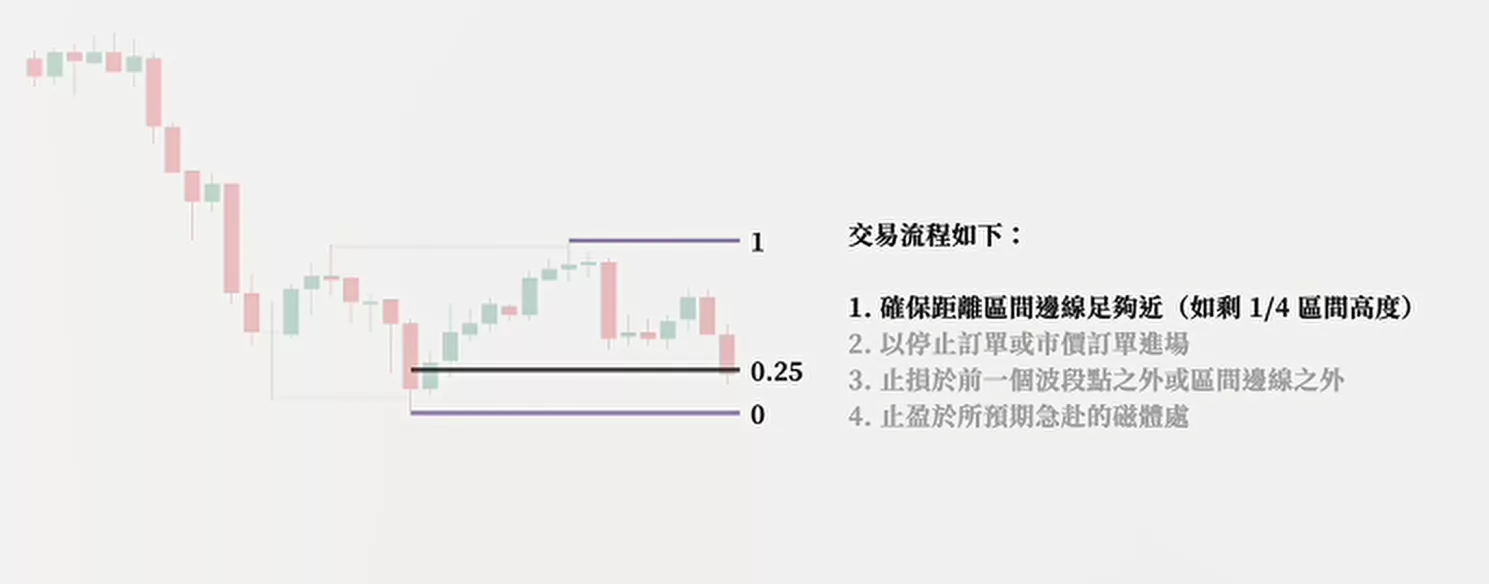 1
0.25
0
交易流程如下：
1. 確保距離區間邊線足夠近（如剩 1/4 區間高度）
2. 以停止訂單或市價訂單進場
3. 止損於前一個波段點之外或區間邊線之外
4. 止盈於所預期急赴的磁體處